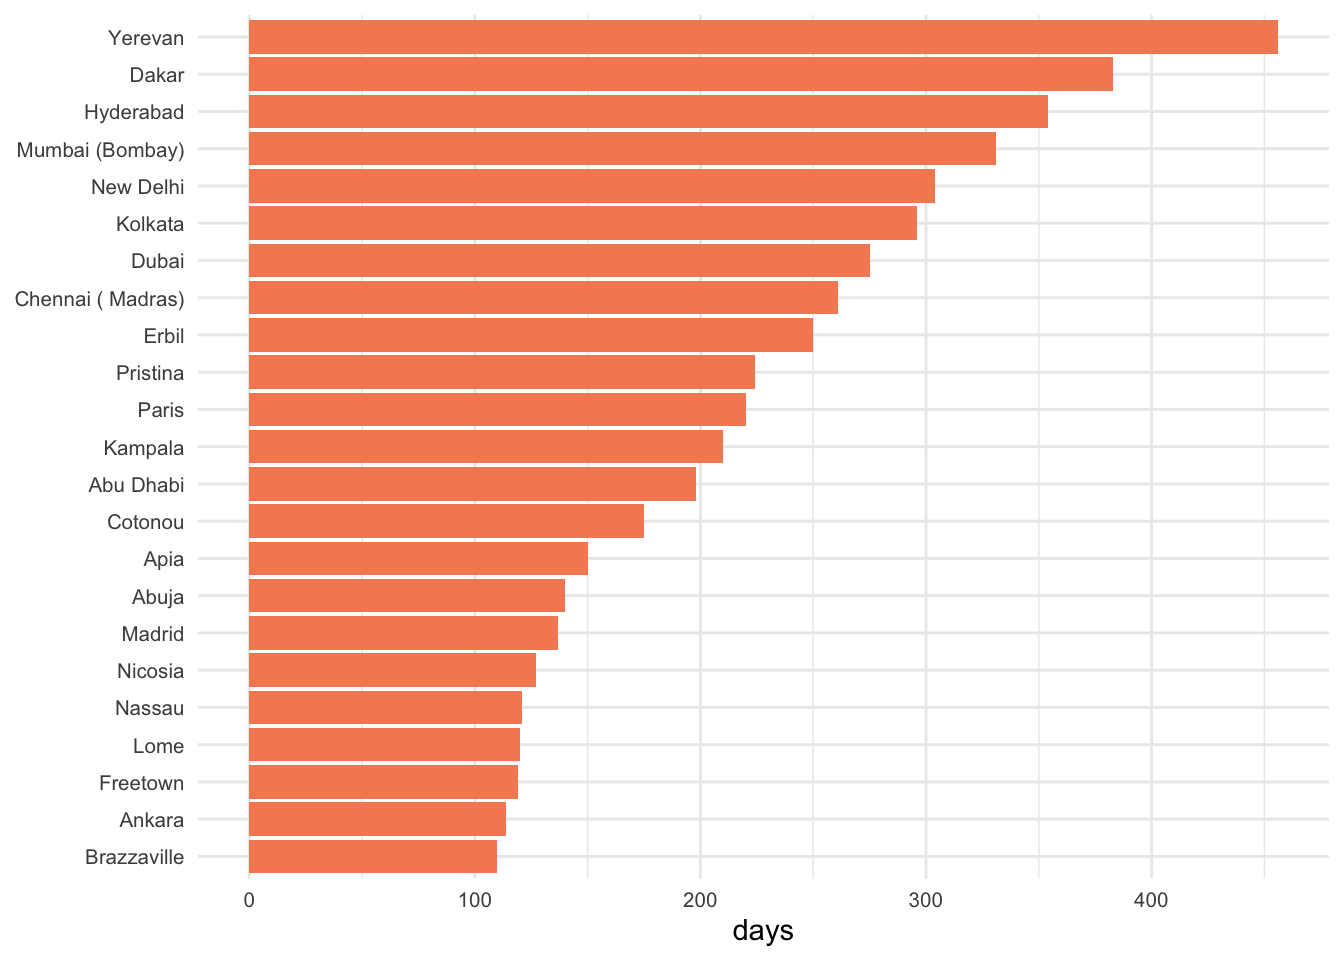 Yerevan
Dakar
Hyderabad
Mumbai (Bombay)
New Delhi
Kolkata
Dubai
Chennai ( Madras)
Erbil
Pristina
Paris
Kampala
Abu Dhabi
Cotonou
Apia
Abuja
Madrid
Nicosia
Nassau
Lome
Freetown
Ankara
Brazzaville
0 100 200 300 400
days